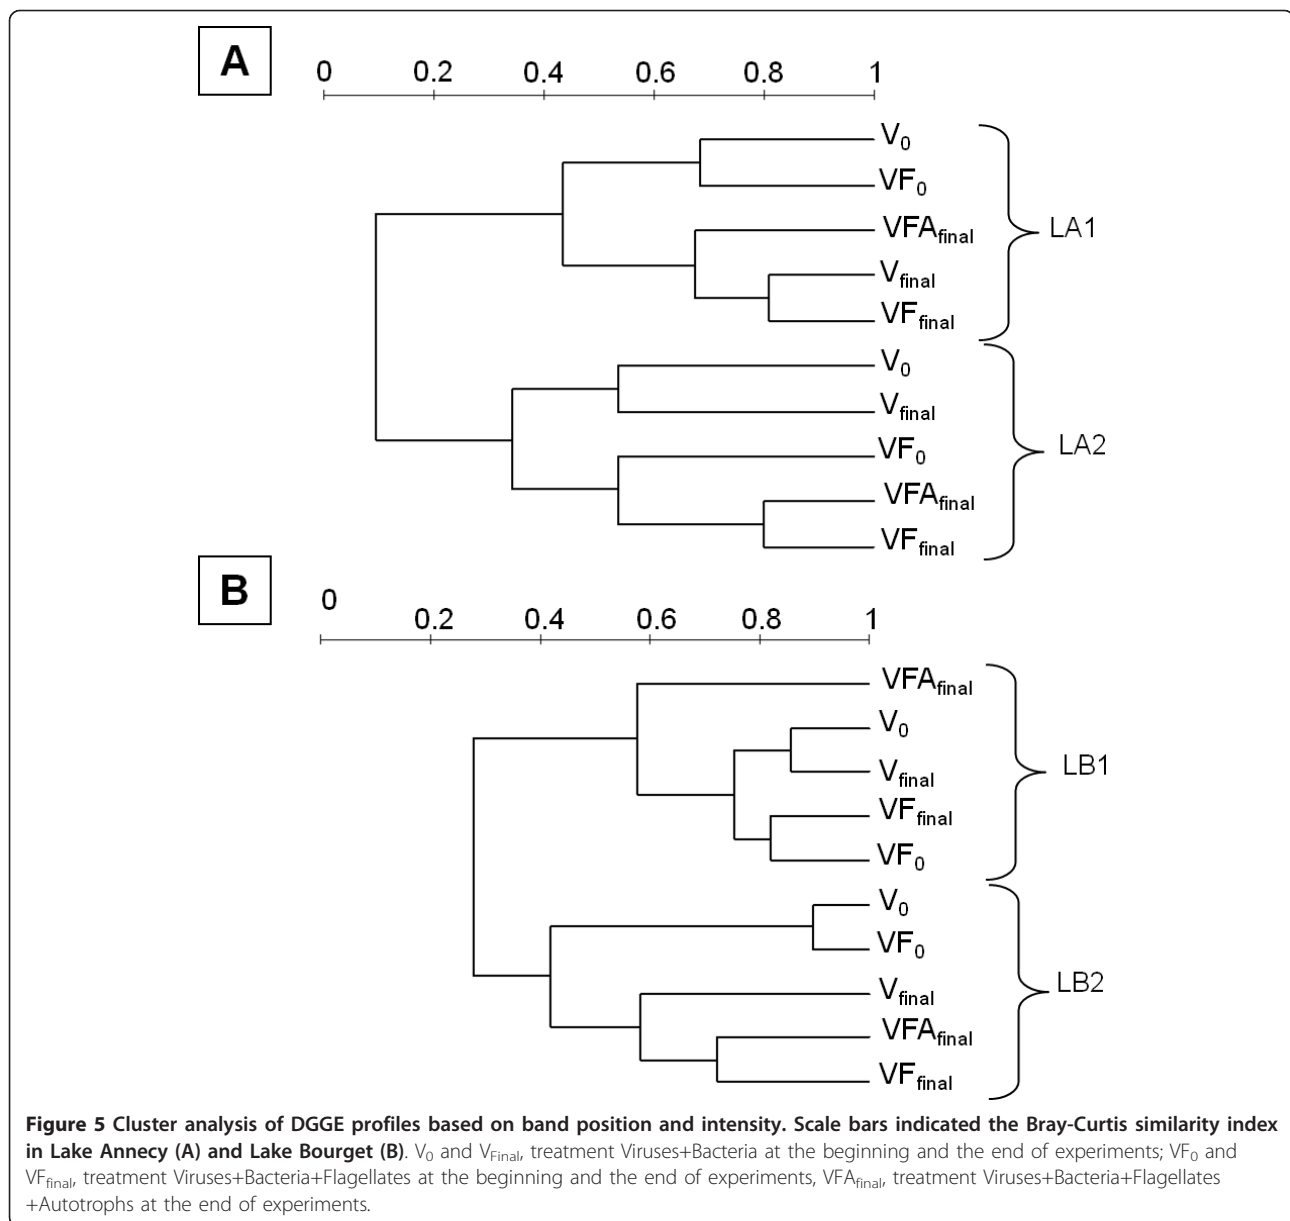 A
0 0.2 0.4 0.6 0.8 1
V0
VF0
VFAfinal
Vfinal
VFfinal
LA1
V0
Vfinal
VF0
VFAfinal
VFfinal
LA2
B
0 0.2 0.4 0.6 0.8 1
VFAfinal
V0
Vfinal
VFfinal
VF0
LB1
V0
VF0
Vfinal
VFAfinal
VFfinal
LB2
Figure 5 Cluster analysis of DGGE profiles based on band position and intensity. Scale bars indicated the Bray-Curtis similarity index
in Lake Annecy (A) and Lake Bourget (B). V0 and VFinal, treatment Viruses+Bacteria at the beginning and the end of experiments; VF0 and
VFfinal, treatment Viruses+Bacteria+Flagellates at the beginning and the end of experiments, VFAfinal, treatment Viruses+Bacteria+Flagellates
+Autotrophs at the end of experiments.